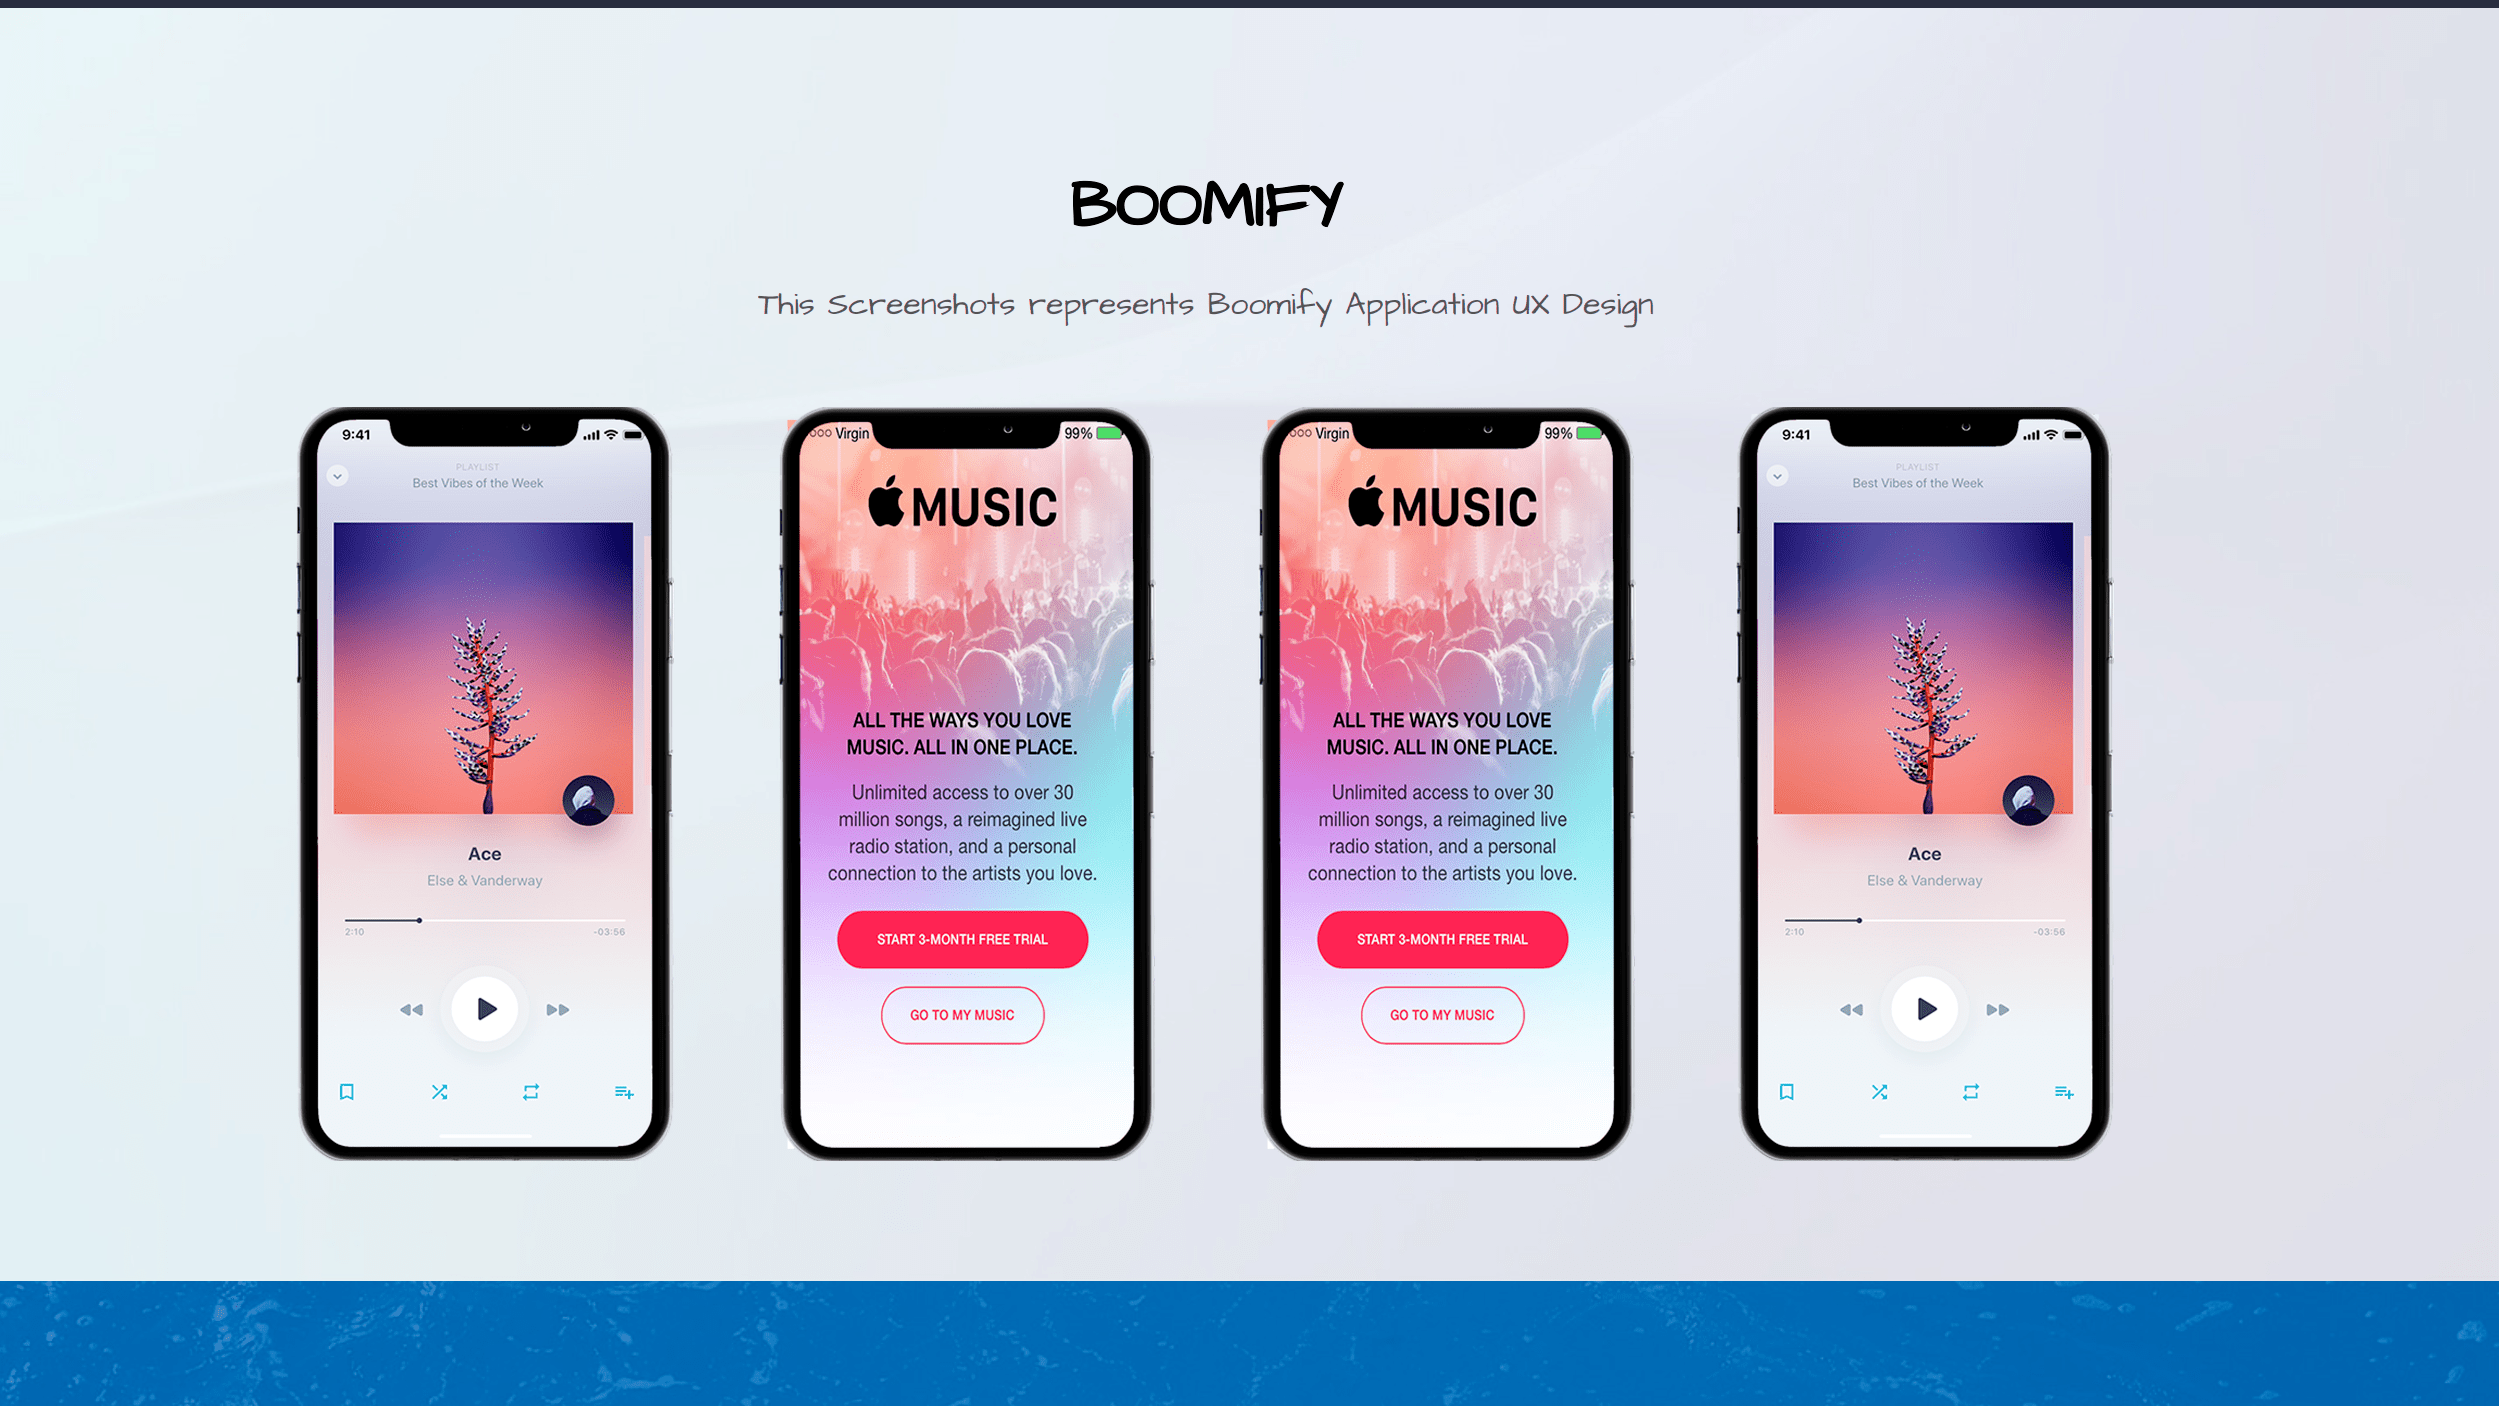 BOOMIFY
This Screenshots represents Boomify Application UX Design
9:41
PLAYLIST
Best Vibes of the Week
Ace
Else & Vanderway
2:10 -03:56
Virgin 99%
MUSIC
ALL THE WAYS YOU LOVE
MUSIC. ALL IN ONE PLACE.
Unlimited access to over 30
million songs, a reimagined live
radio station, and a personal
connection to the artists you love.
START 3-MONTH FREE TRIAL
GO TO MY MUSIC
Virgin 99%
MUSIC
ALL THE WAYS YOU LOVE
MUSIC. ALL IN ONE PLACE.
Unlimited access to over 30
million songs, a reimagined live
radio station, and a personal
connection to the artists you love.
START 3-MONTH FREE TRIAL
GO TO MY MUSIC
9:41
PLAYLIST
Best Vibes of the Week
Ace
Else & Vanderway
2:10 -03:56